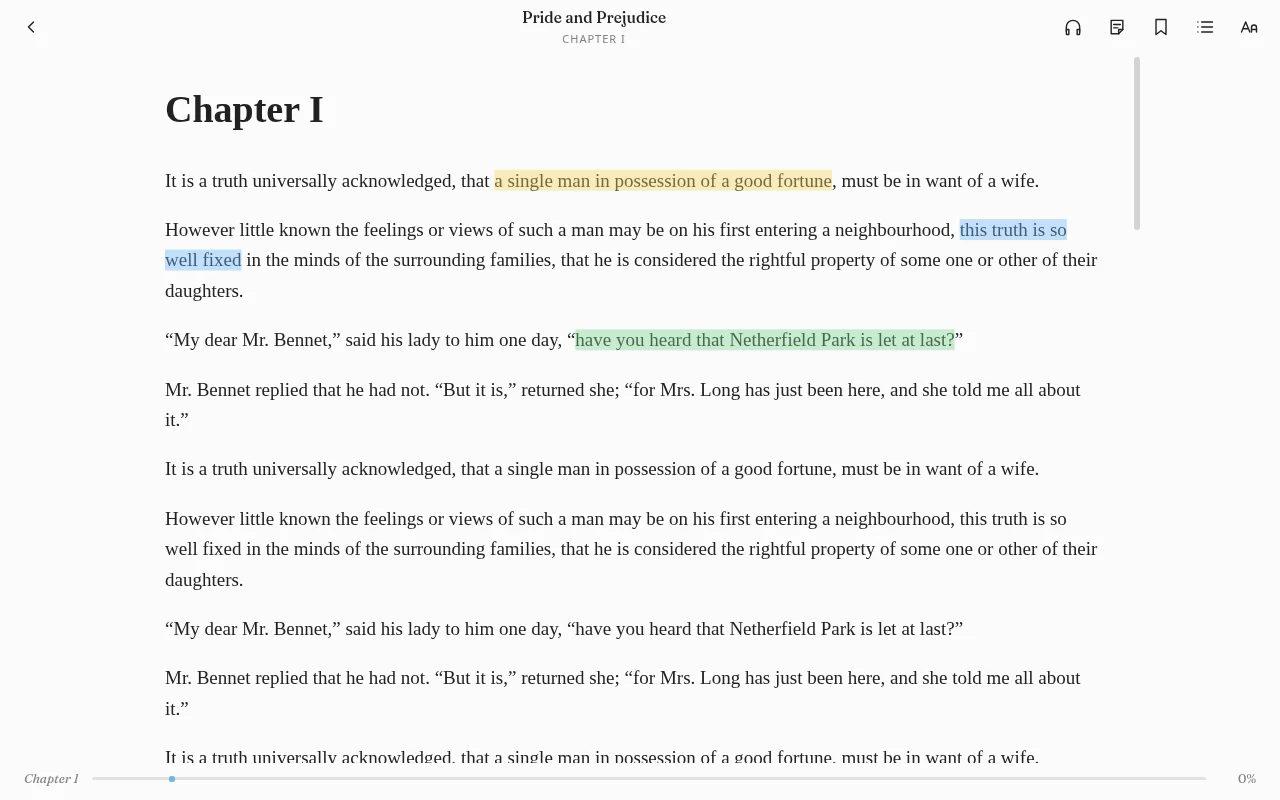 Pride and Prejudice
CHAPTER I
Chapter I
It is a truth universally acknowledged, that a single man in possession of a good fortune, must be in want of a wife.
However little known the feelings or views of such a man may be on his first entering a neighbourhood, this truth is so
well fixed in the minds of the surrounding families, that he is considered the rightful property of some one or other of their
daughters.
“My dear Mr. Bennet,” said his lady to him one day, “have you heard that Netherfield Park is let at last?”
Mr. Bennet replied that he had not. “But it is,” returned she; “for Mrs. Long has just been here, and she told me all about
it.”
It is a truth universally acknowledged, that a single man in possession of a good fortune, must be in want of a wife.
However little known the feelings or views of such a man may be on his first entering a neighbourhood, this truth is so
well fixed in the minds of the surrounding families, that he is considered the rightful property of some one or other of their
daughters.
“My dear Mr. Bennet,” said his lady to him one day, “have you heard that Netherfield Park is let at last?”
Mr. Bennet replied that he had not. “But it is,” returned she; “for Mrs. Long has just been here, and she told me all about
it.”
It is a truth universally acknowledged, that a single man in possession of a good fortune, must be in want of a wife.
Chapter I
0%